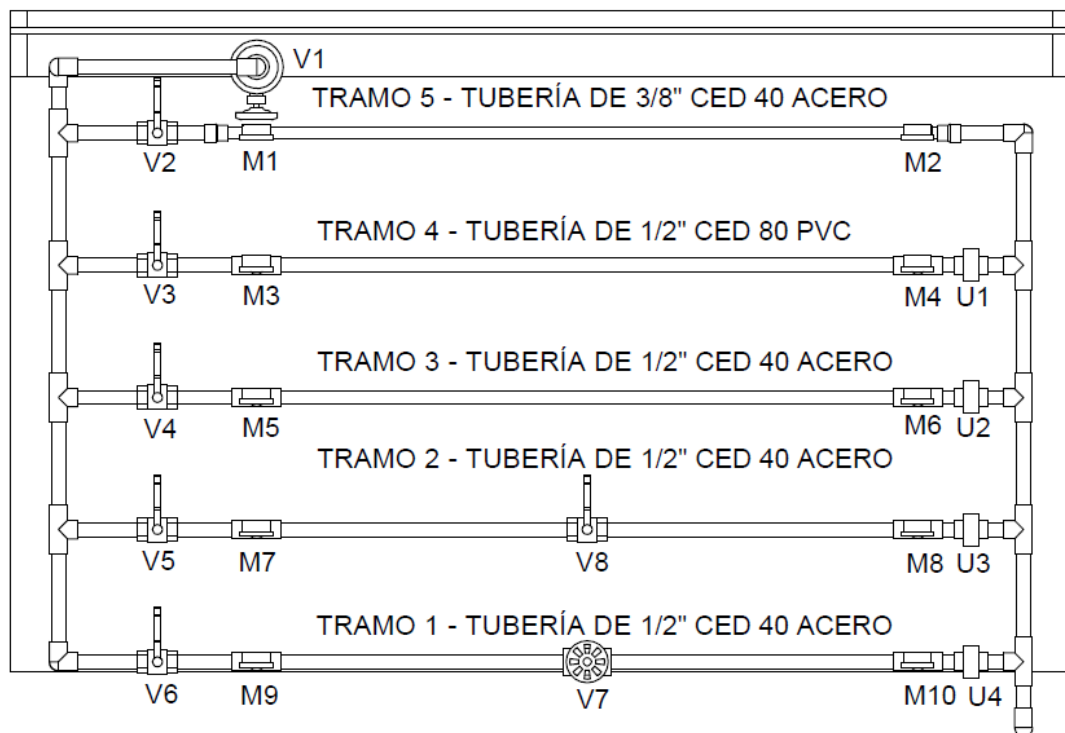 V1
TRAMO 5 - TUBERÍA DE 3/8" CED 40 ACERO
V2 M1 M2
TRAMO 4 - TUBERÍA DE 1/2" CED 80 PVC
V3 M3 M4 U1
TRAMO 3 - TUBERÍA DE 1/2" CED 40 ACERO
V4 M5 M6 U2
TRAMO 2 - TUBERÍA DE 1/2" CED 40 ACERO
V5 M7 V8 M8 U3
TRAMO 1 - TUBERÍA DE 1/2" CED 40 ACERO
V6 M9 V7 M10 U4